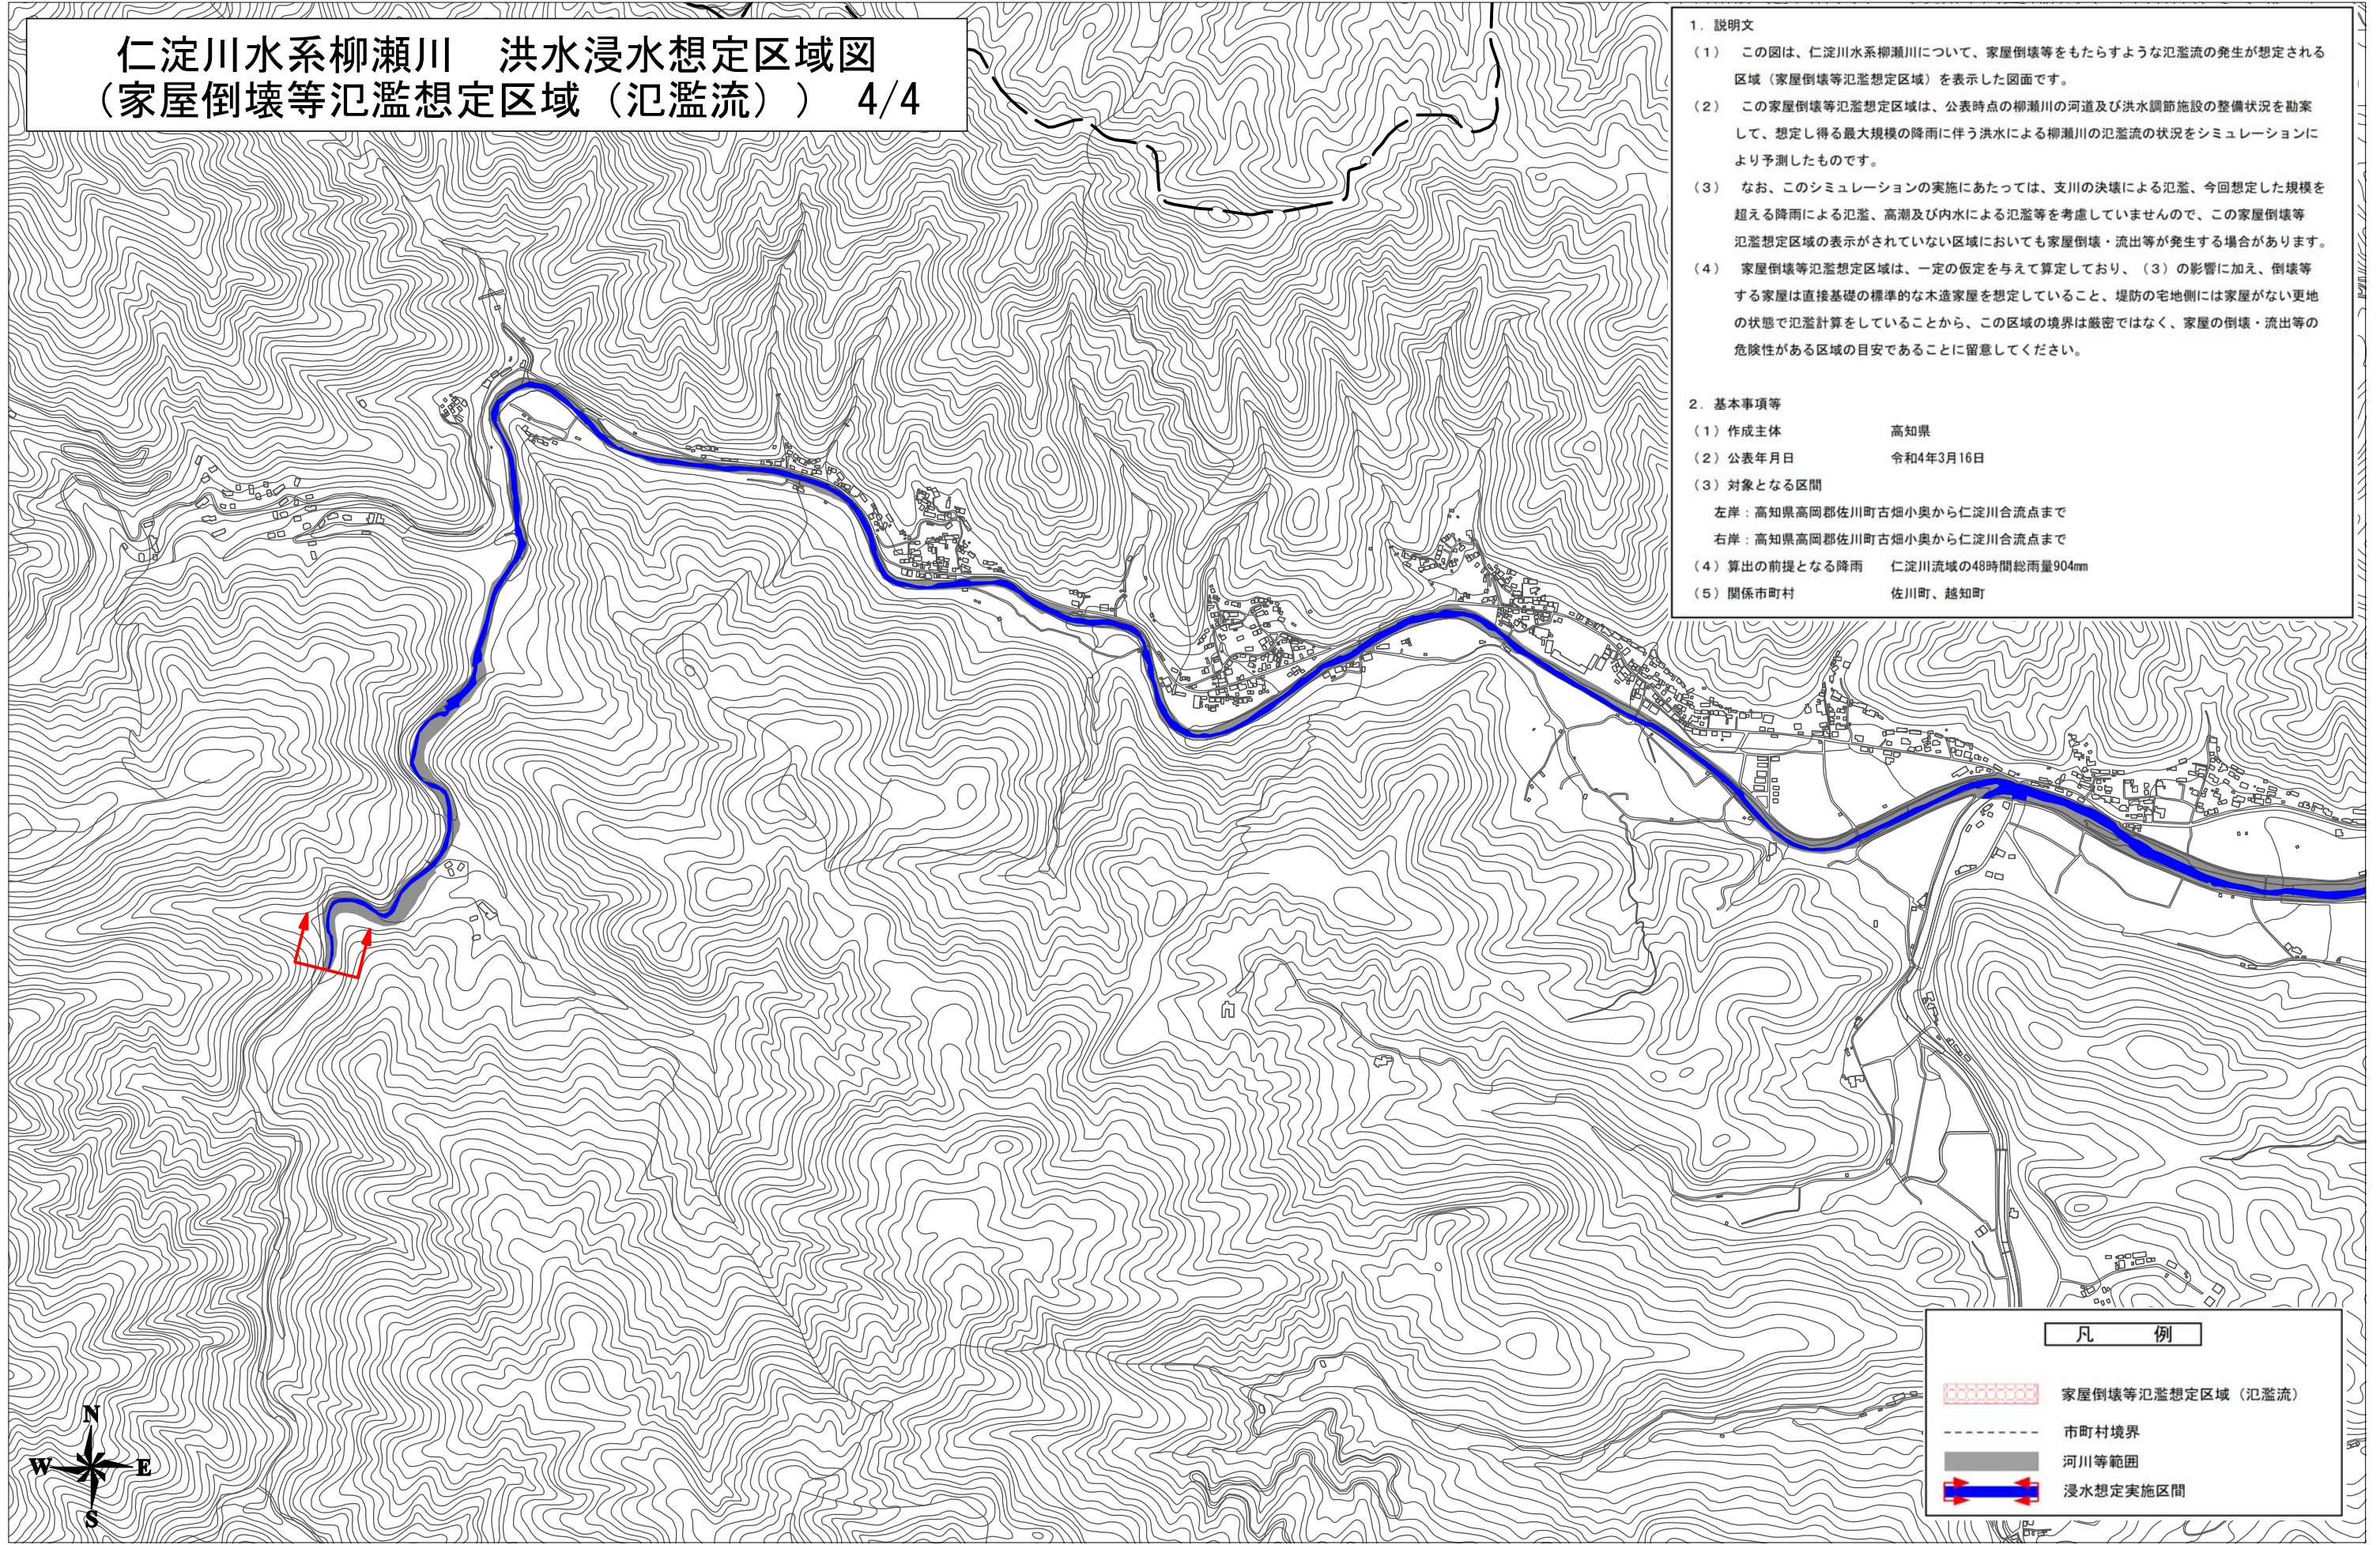 仁淀川水系柳瀬川　洪水浸水想定区域図
（家屋倒壊等氾濫想定区域（氾濫流））　4/4
1．説明文
（1）　この図は、仁淀川水系柳瀬川について、家屋倒壊等をもたらすような氾濫流の発生が想定される
区域（家屋倒壊等氾濫想定区域）を表示した図面です。
（2）　この家屋倒壊等氾濫想定区域は、公表時点の柳瀬川の河道及び洪水調節施設の整備状況を勘案
して、想定し得る最大規模の降雨に伴う洪水による柳瀬川の氾濫流の状況をシミュレーションに
より予測したものです。
（3）　なお、このシミュレーションの実施にあたっては、支川の決壊による氾濫、今回想定した規模を
超える降雨による氾濫、高潮及び内水による氾濫等を考慮していませんので、この家屋倒壊等
氾濫想定区域の表示がされていない区域においても家屋倒壊・流出等が発生する場合があります。
（4）　家屋倒壊等氾濫想定区域は、一定の仮定を与えて算定しており、（3）の影響に加え、倒壊等
する家屋は直接基礎の標準的な木造家屋を想定していること、堤防の宅地側には家屋がない更地
の状態で氾濫計算をしていることから、この区域の境界は厳密ではなく、家屋の倒壊・流出等の
危険性がある区域の目安であることに留意してください。
2．基本事項等
（1）作成主体　高知県
（2）公表年月日　令和4年3月16日
（3）対象となる区間
左岸：高知県高岡郡佐川町古畑小奥から仁淀川合流点まで
右岸：高知県高岡郡佐川町古畑小奥から仁淀川合流点まで
（4）算出の前提となる降雨　仁淀川流域の48時間総雨量904mm
（5）関係市町村　佐川町、越知町
凡　例
家屋倒壊等氾濫想定区域（氾濫流）
市町村境界
河川等範囲
浸水想定実施区間
N
W E
S